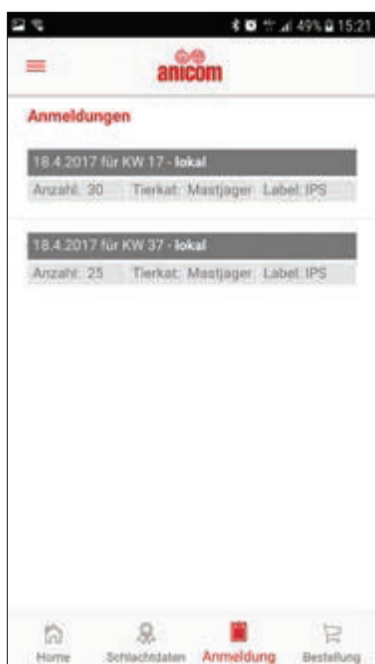 49% 15:21
anicom
Anmeldungen
18.4.2017 für KW 17 - lokal
Anzahl: 30 Tierkat: Mastjager Label: IPS
18.4.2017 für KW 37 - lokal
Anzahl: 25 Tierkat: Mastjager Label: IPS
Home Schlachtdaten Anmeldung Bestellung